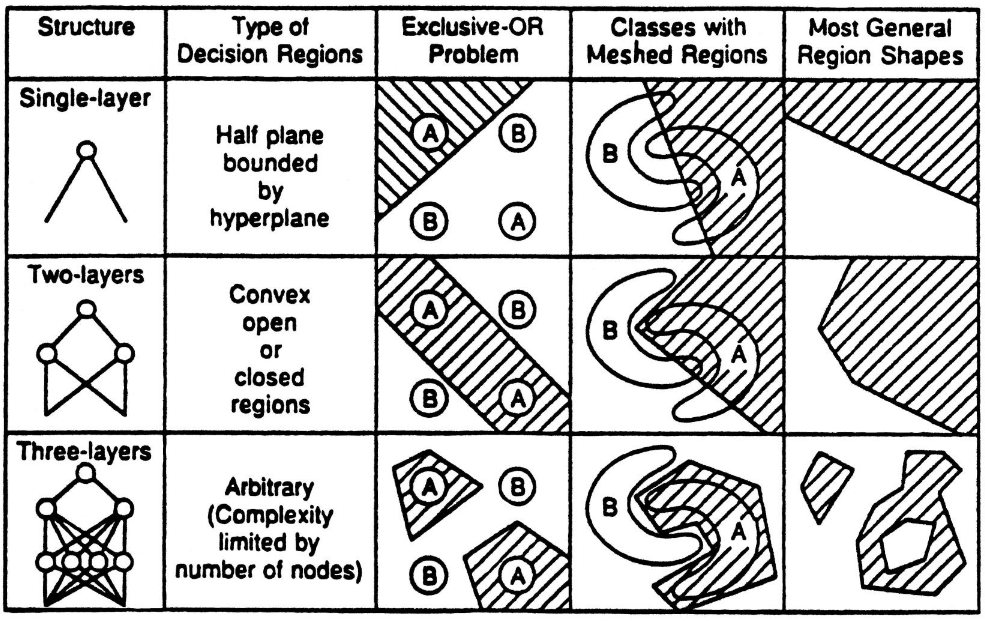 Structure
Type of
Decision Regions
Exclusive-OR
Problem
Classes with
Meshed Regions
Most General
Region Shapes
Single-layer
Half plane
bounded
by
hyperplane
A
B
B
A
B
A
Two-layers
Convex
open
or
closed
regions
A
B
B
A
B
A
Three-layers
Arbitrary
(Complexity
limited by
number of nodes)
A
B
B
A
B
A